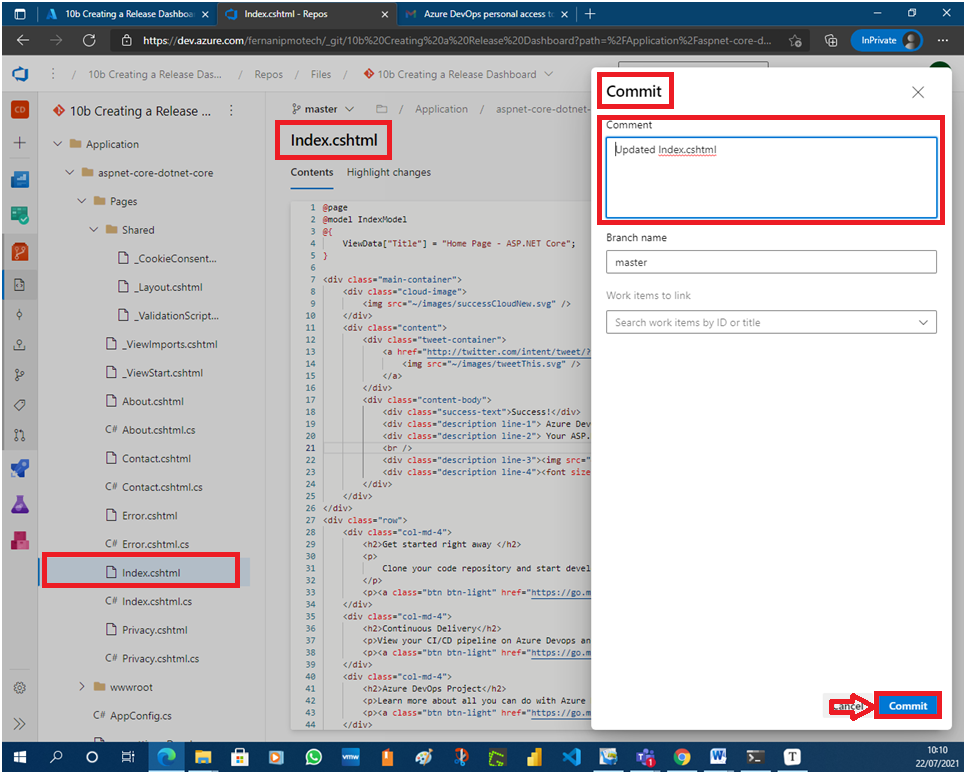 10b Creating a Release Dashboa
Index.cshtml - Repos
Azure DevOps personal access t
https://dev.azure.com/fernanipmotech/_git/10b%20Creating%20a%20Release%20Dashboard?path=%2FApplication%2Faspnet-core-d...
InPrivate
10b Creating a Release Das... / Repos / Files / 10b Creating a Release Dashboard
CD
10b Creating a Release ...
Application
aspnet-core-dotnet-core
Pages
Shared
_CookieConsent...
_Layout.cshtml
_ValidationScript...
_ViewImports.cshtml
_ViewStart.cshtml
About.cshtml
C# About.cshtml.cs
Contact.cshtml
C# Contact.cshtml.cs
Error.cshtml
C# Error.cshtml.cs
Index.cshtml
C# Index.cshtml.cs
Privacy.cshtml
C# Privacy.cshtml.cs
wwwroot
C# AppConfig.cs
master / Application / aspnet-core-dotnet-
Index.cshtml
Contents Highlight changes
1 @page
2 @model IndexModel
3 @{
4 ViewData["Title"] = "Home Page - ASP.NET Core";
5 }
6
7 <div class="main-container">
8 <div class="cloud-image">
9 <img src="~/images/successCloudNew.svg" />
10 </div>
11 <div class="content">
12 <div class="tweet-container">
13 <a href="http://twitter.com/intent/tweet/?
14 <img src="~/images/tweetThis.svg" />
15 </a>
16 </div>
17 <div class="content-body">
18 <div class="success-text">Success!</div>
19 <div class="description line-1"> Azure Dev
20 <div class="description line-2"> Your ASP.
21 <br />
22 <div class="description line-3"><img src="
23 <div class="description line-4"><font size
24 </div>
25 </div>
26 </div>
27 <div class="row">
28 <div class="col-md-4">
29 <h2>Get started right away </h2>
30 <p>
31 Clone your code repository and start devel
32 </p>
33 <p><a class="btn btn-light" href="https://go.m
34 </div>
35 <div class="col-md-4">
36 <h2>Continuous Delivery</h2>
37 <p>View your CI/CD pipeline on Azure Devops an
38 <p><a class="btn btn-light" href="https://go.m
39 </div>
40 <div class="col-md-4">
41 <h2>Azure DevOps Project</h2>
42 <p>Learn more about all you can do with Azure
43 <p><a class="btn btn-light" href="https://go.m
44 </div>
Commit
Comment
Updated Index.cshtml
Branch name
master
Work items to link
Search work items by ID or title
Cancel
Commit
vmw
1
W
T
10:10
22/07/2021